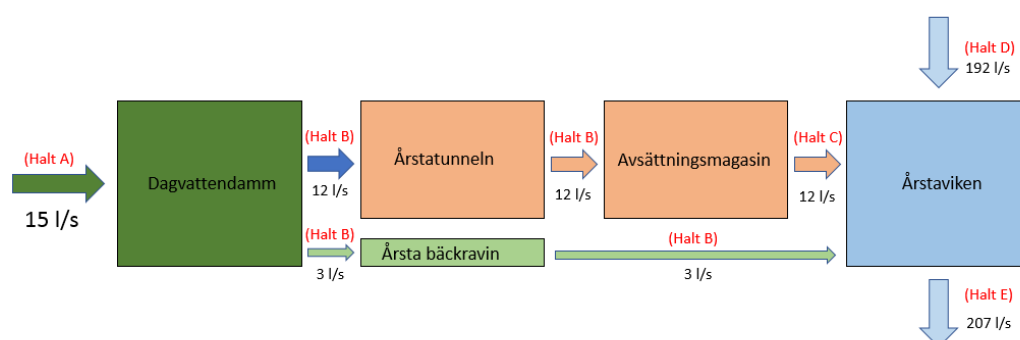 (Halt D)
192 l/s
(Halt A)
15 l/s
Dagvattendamm
(Halt B)
12 l/s
Årstatunneln
(Halt B)
12 l/s
Avsättningsmagasin
(Halt C)
12 l/s
Årstaviken
(Halt B)
3 l/s
Årsta bäckravin
(Halt B)
3 l/s
(Halt E)
207 l/s